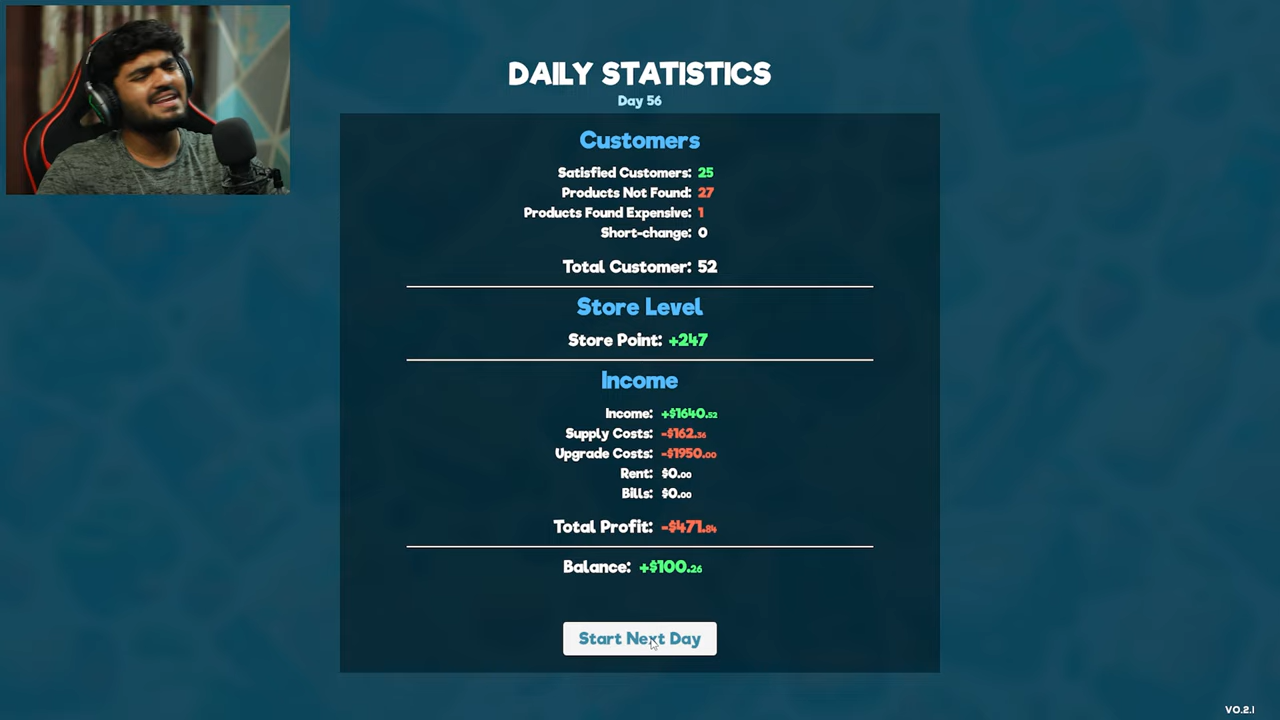 DAILY STATISTICS
Day 56
Customers
Satisfied Customers: 25
Products Not Found: 27
Products Found Expensive: 1
Short-change: 0
Total Customer: 52
Store Level
Store Point: +247
Income
Income: +$1640.52
Supply Costs: -$162.36
Upgrade Costs: -$1950.00
Rent: $0.00
Bills: $0.00
Total Profit: -$471.84
Balance: +$100.26
Start Next Day
V0.2.1